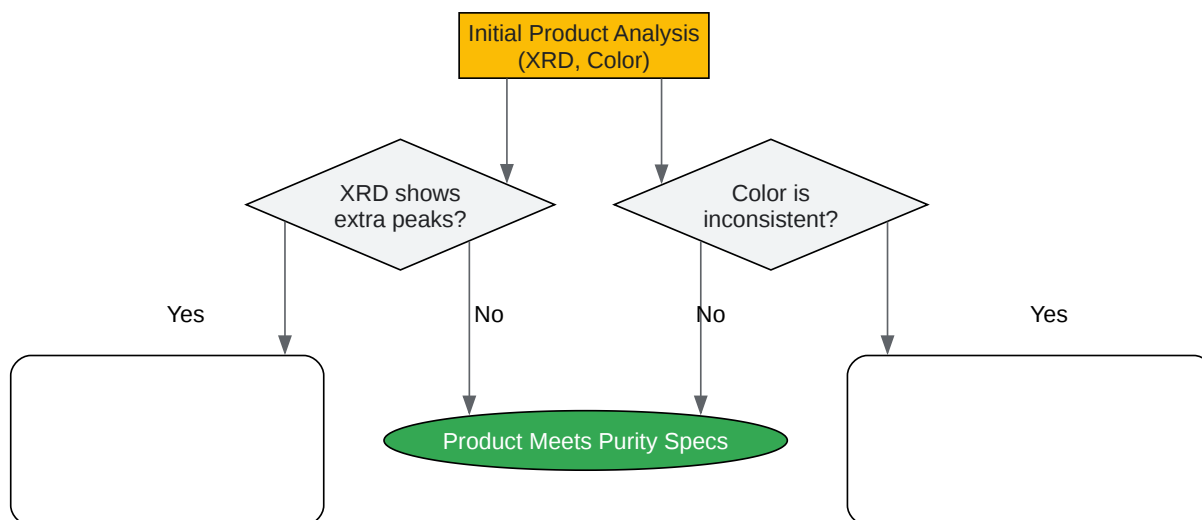 Initial Product Analysis
(XRD, Color)
XRD shows
extra peaks?
Color is
inconsistent?
Yes
No
No
Yes
Product Meets Purity Specs